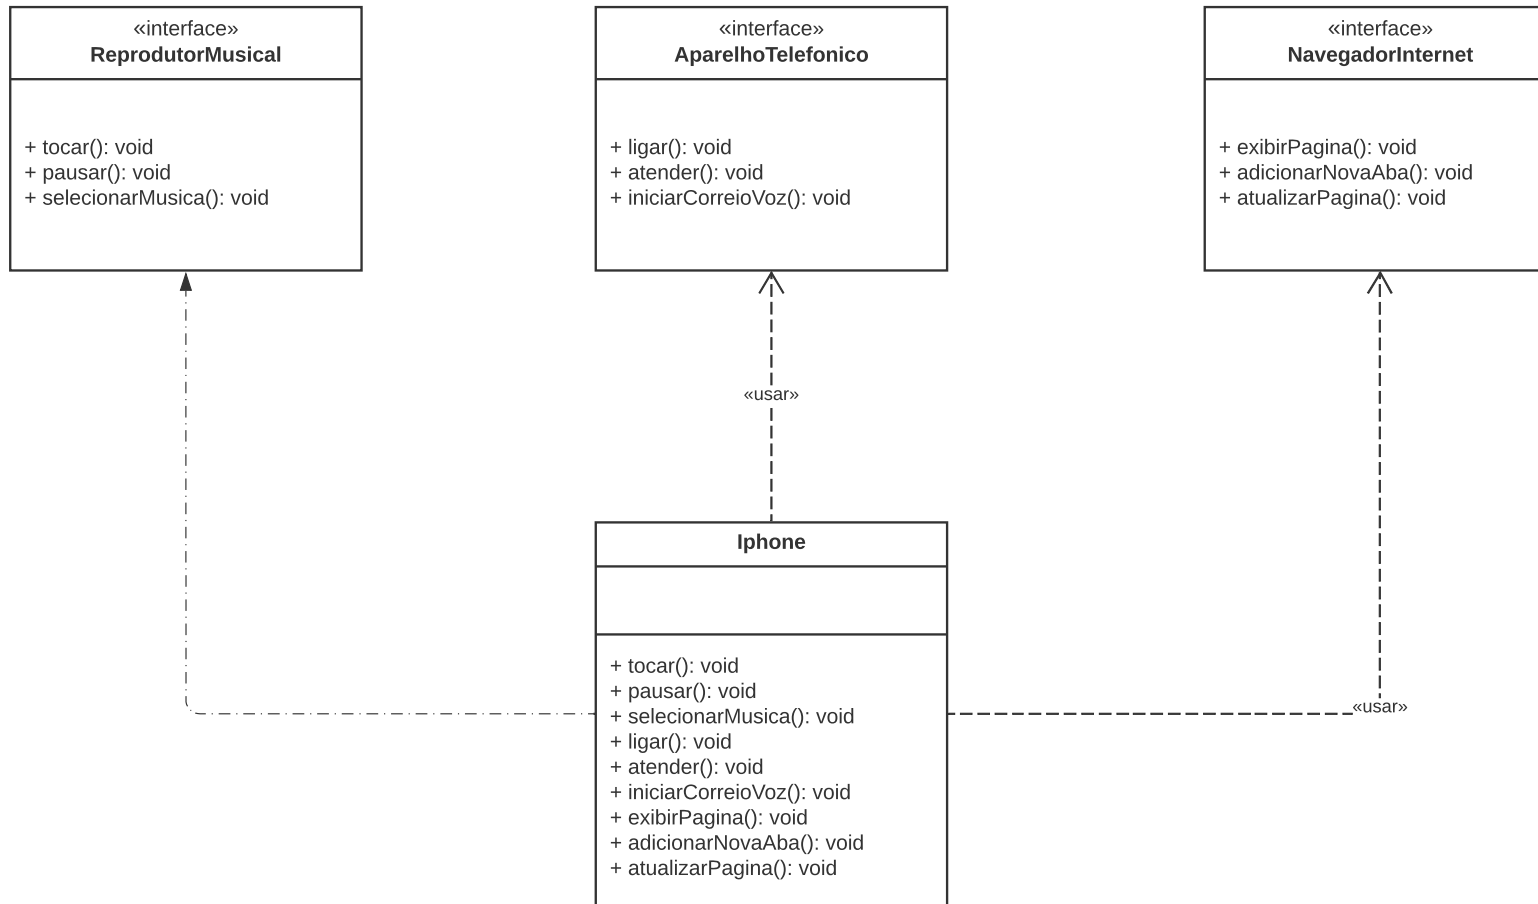 «interface»
ReprodutorMusical
+ tocar(): void
+ pausar(): void
+ selecionarMusica(): void
«interface»
AparelhoTelefonico
+ ligar(): void
+ atender(): void
+ iniciarCorreioVoz(): void
«interface»
NavegadorInternet
+ exibirPagina(): void
+ adicionarNovaAba(): void
+ atualizarPagina(): void
«usar»
Iphone
+ tocar(): void
+ pausar(): void
+ selecionarMusica(): void
+ ligar(): void
+ atender(): void
+ iniciarCorreioVoz(): void
+ exibirPagina(): void
+ adicionarNovaAba(): void
+ atualizarPagina(): void
«usar»